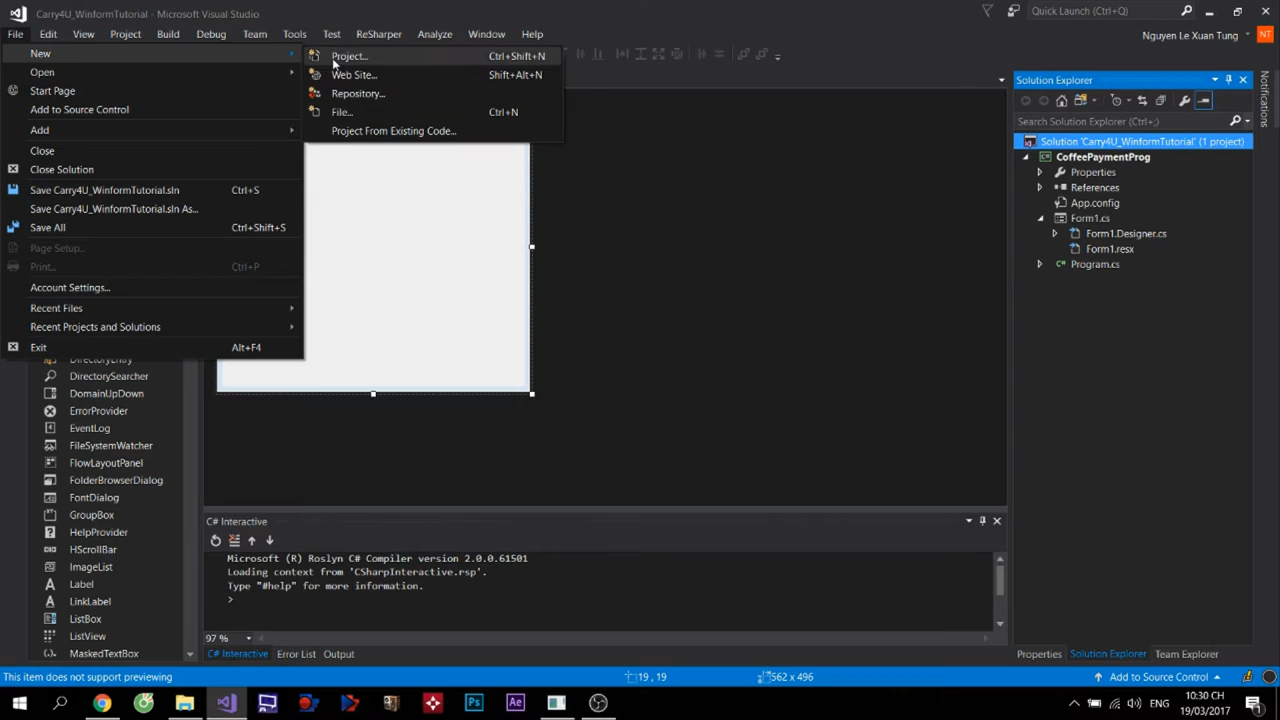 Carry4U_WinformTutorial - Microsoft Visual Studio
Quick Launch (Ctrl+Q)
File Edit View Project Build Debug Team Tools Test ReSharper Analyze Window Help
Nguyen Le Xuan Tung NT
New
Open
Start Page
Add to Source Control
Add
Close
Close Solution
Save Carry4U_WinformTutorial.sln Ctrl+S
Save Carry4U_WinformTutorial.sln As...
Save All Ctrl+Shift+S
Page Setup...
Print... Ctrl+P
Account Settings...
Recent Files
Recent Projects and Solutions
Exit Alt+F4
Project... Ctrl+Shift+N
Web Site... Shift+Alt+N
Repository...
File... Ctrl+N
Project From Existing Code...
DirectoryEntry
DirectorySearcher
DomainUpDown
ErrorProvider
EventLog
FileSystemWatcher
FlowLayoutPanel
FolderBrowserDialog
FontDialog
GroupBox
HelpProvider
HScrollBar
ImageList
Label
LinkLabel
ListBox
ListView
MaskedTextBox
C# Interactive
Microsoft (R) Roslyn C# Compiler version 2.0.0.61501
Loading context from 'CSharpInteractive.rsp'.
Type "#help" for more information.
>
97 %
C# Interactive Error List Output
Solution Explorer
Search Solution Explorer (Ctrl+;)
Solution 'Carry4U_WinformTutorial' (1 project)
CoffeePaymentProg
Properties
References
App.config
Form1.cs
Form1.Designer.cs
Form1.resx
Program.cs
Properties Solution Explorer Team Explorer
This item does not support previewing
19 , 19
562 x 496
Add to Source Control
ENG
10:30 CH
19/03/2017